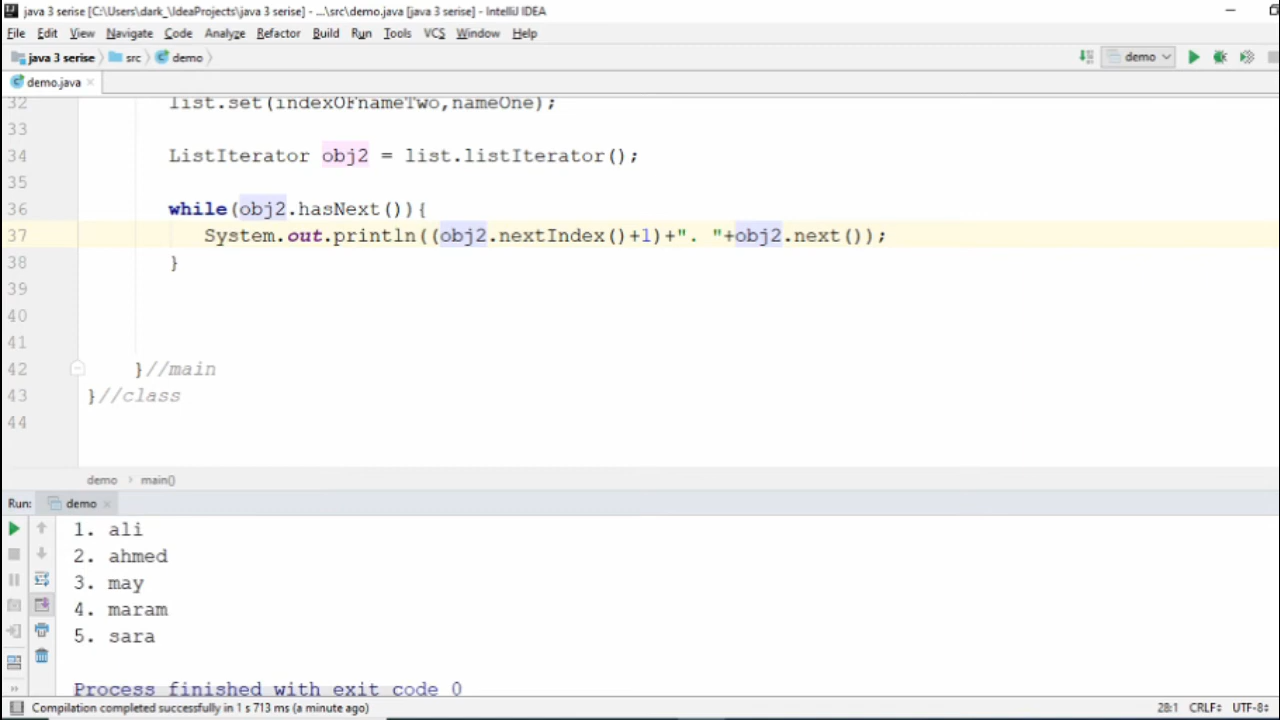 java 3 serise [C:\Users\dark_\IdeaProjects\java 3 serise] - ...\src\demo.java [java 3 serise] - IntelliJ IDEA
File Edit View Navigate Code Analyze Refactor Build Run Tools VCS Window Help
java 3 serise src demo demo
demo.java
32 list.set(indexOFnameTwo,nameOne);
33
34 ListIterator obj2 = list.listIterator();
35
36 while(obj2.hasNext()){
37 System.out.println((obj2.nextIndex()+1)+". "+obj2.next());
38 }
39
40
41
42 }//main
43 }//class
44
demo main()
Run: demo
1. ali
2. ahmed
3. may
4. maram
5. sara
Process finished with exit code 0
Compilation completed successfully in 1 s 713 ms (a minute ago) 28:1 CRLF UTF-8